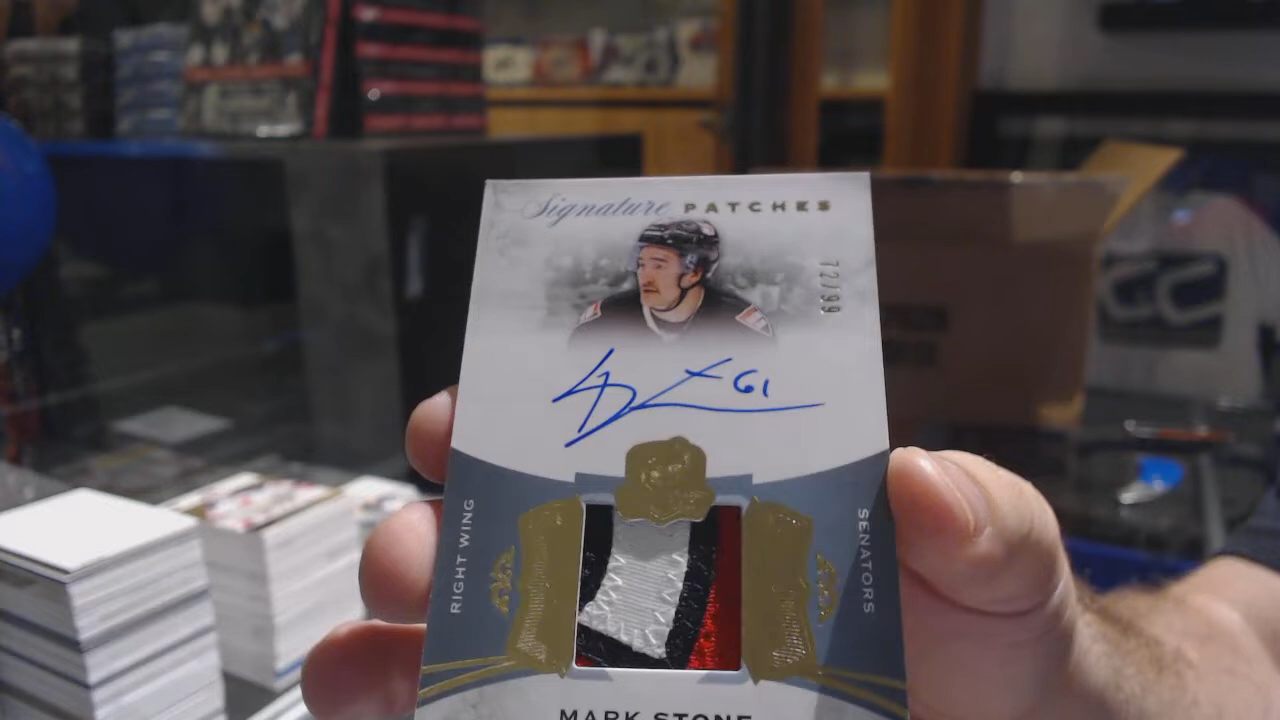 Signature PATCHES
72/99
61
RIGHT WING
SENATORS
MARK STONE